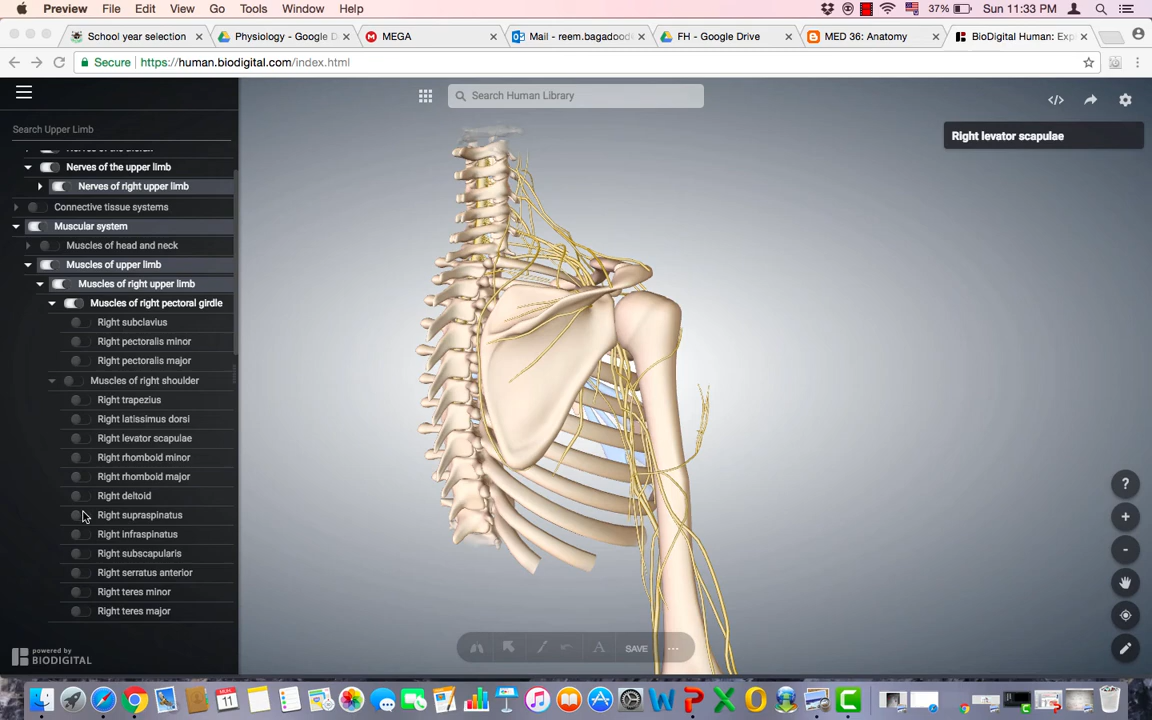 Preview File Edit View Go Tools Window Help 37% Sun 11:33 PM
School year selection Physiology - Google D MEGA Mail - reem.bagadood FH - Google Drive MED 36: Anatomy BioDigital Human: Exp
Secure https://human.biodigital.com/index.html
Search Human Library
Search Upper Limb
Right levator scapulae
Nerves of the upper limb
Nerves of right upper limb
Connective tissue systems
Muscular system
Muscles of head and neck
Muscles of upper limb
Muscles of right upper limb
Muscles of right pectoral girdle
Right subclavius
Right pectoralis minor
Right pectoralis major
Muscles of right shoulder
Right trapezius
Right latissimus dorsi
Right levator scapulae
Right rhomboid minor
Right rhomboid major
Right deltoid
Right supraspinatus
Right infraspinatus
Right subscapularis
Right serratus anterior
Right teres minor
Right teres major
powered by
BIODIGITAL
SAVE